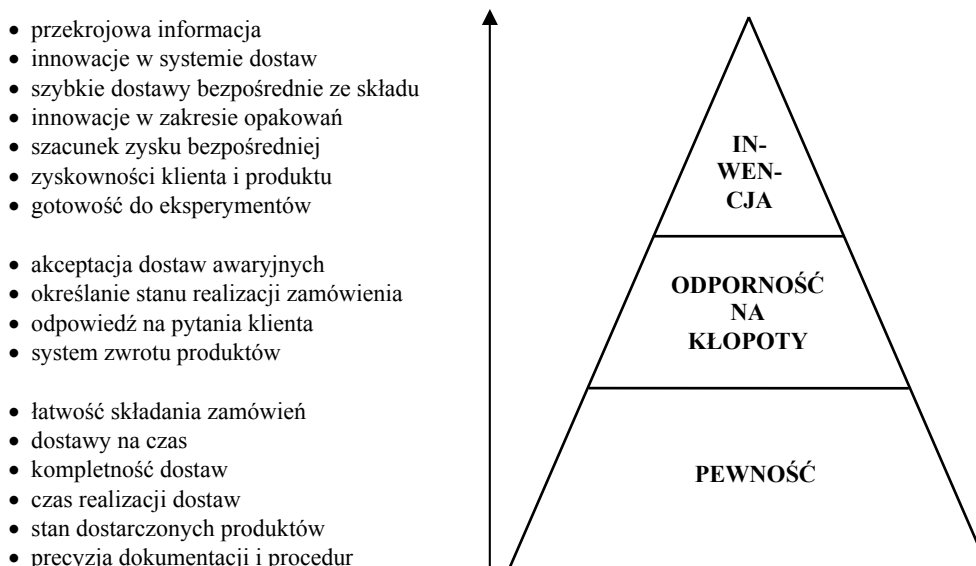 • przekrojowa informacja
• innowacje w systemie dostaw
• szybkie dostawy bezpośrednie ze składu
• innowacje w zakresie opakowań
• szacunek zysku bezpośredniej
• zyskowności klienta i produktu
• gotowość do eksperymentów
• akceptacja dostaw awaryjnych
• określanie stanu realizacji zamówienia
• odpowiedź na pytania klienta
• system zwrotu produktów
• łatwość składania zamówień
• dostawy na czas
• kompletność dostaw
• czas realizacji dostaw
• stan dostarczonych produktów
• precyzja dokumentacji i procedur
IN-
WEN-
CJA
ODPORNOŚĆ
NA
KŁOPOTY
PEWNOŚĆ